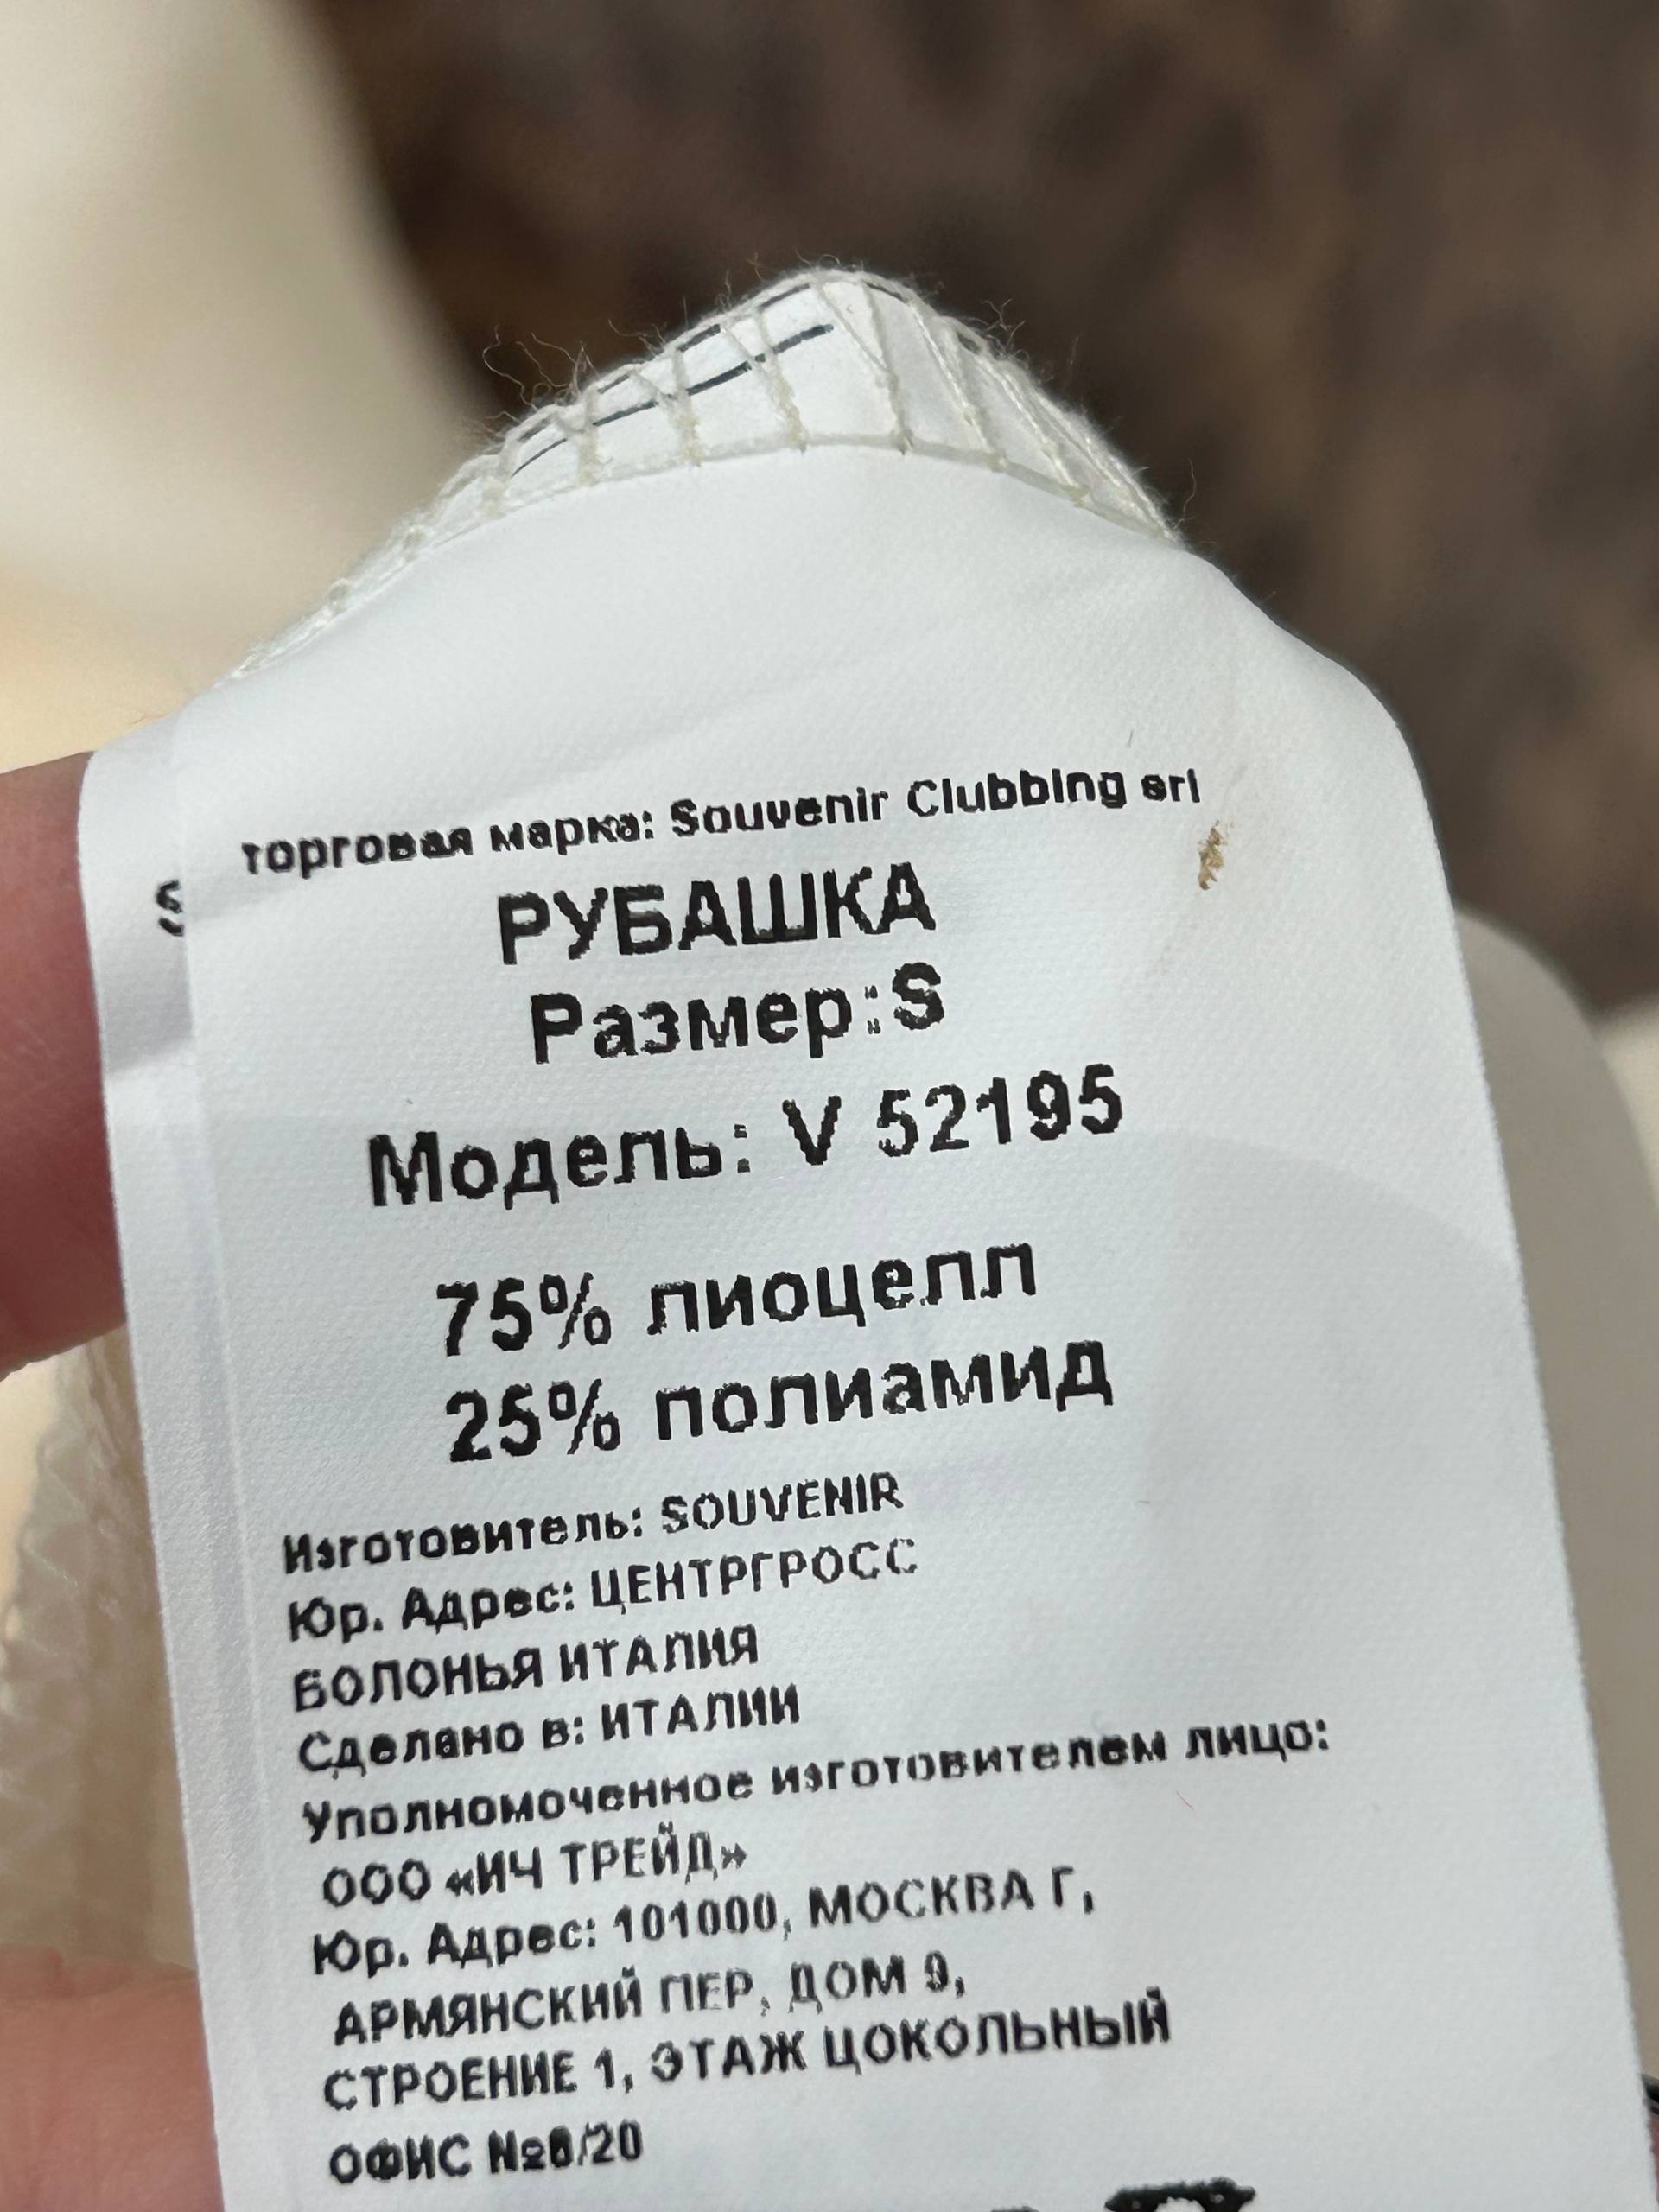 торговая марка: Souvenir Clubbing srl
S
РУБАШКА
Размер:S
Модель: V 52195
75% лиоцелл
25% полиамид
Изготовитель: SOUVENIR
Юр. Адрес: ЦЕНТРГРОСС
БОЛОНЬЯ ИТАЛИЯ
Сделано в: ИТАЛИИ
Уполномоченное изготовителем лицо:
ООО «ИЧ ТРЕЙД»
Юр. Адрес: 101000, МОСКВА Г,
АРМЯНСКИЙ ПЕР, ДОМ 9,
СТРОЕНИЕ 1, ЭТАЖ ЦОКОЛЬНЫЙ
ОФИС